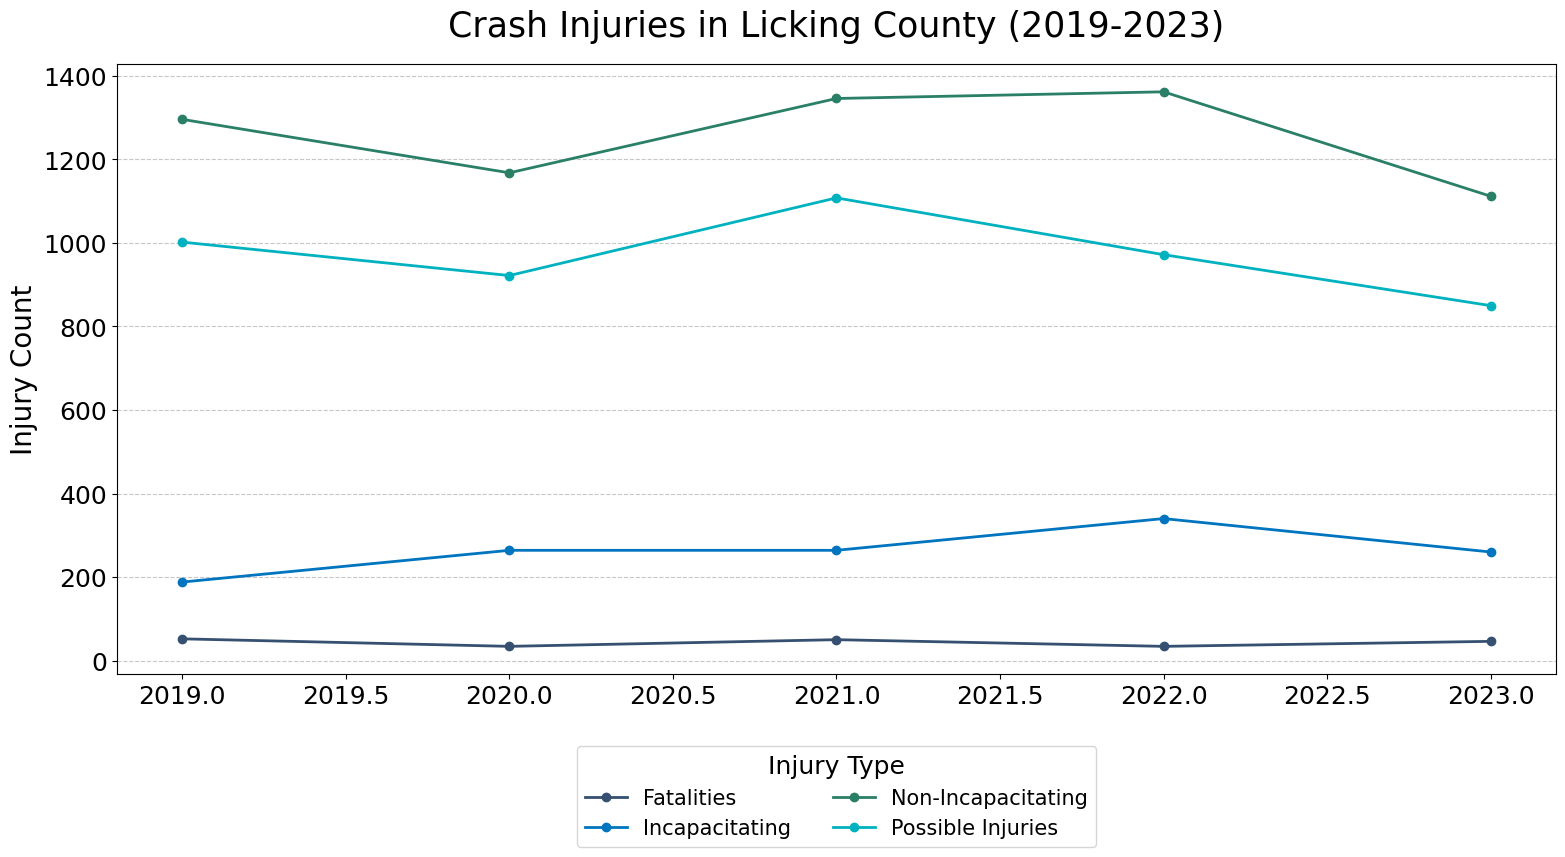 Crash Injuries in Licking County (2019-2023)
Injury Count
1400
1200
1000
800
600
400
200
0
2019.0 2019.5 2020.0 2020.5 2021.0 2021.5 2022.0 2022.5 2023.0
Injury Type
Fatalities Non-Incapacitating
Incapacitating Possible Injuries